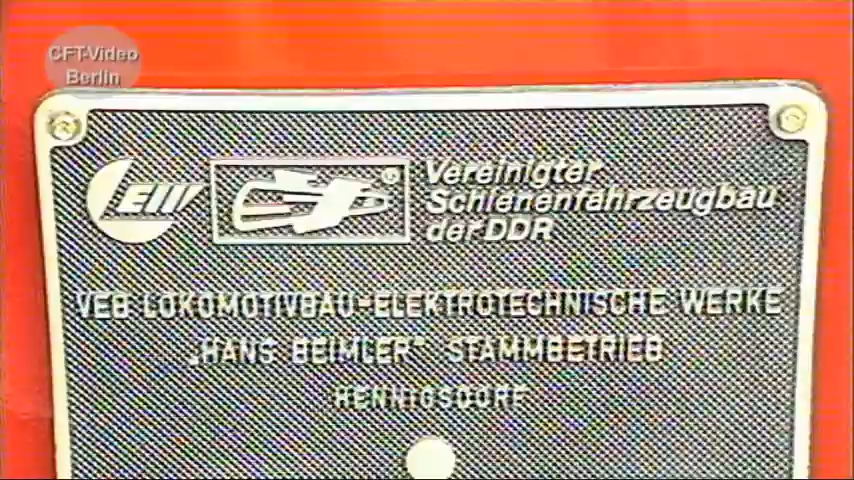 CFT-Video
Berlin
LEW
Vereinigter
Schienenfahrzeugbau
der DDR
VEB LOKOMOTIVBAU-ELEKTROTECHNISCHE WERKE
„HANS BEIMLER“ STAMMBETRIEB
HENNIGSDORF